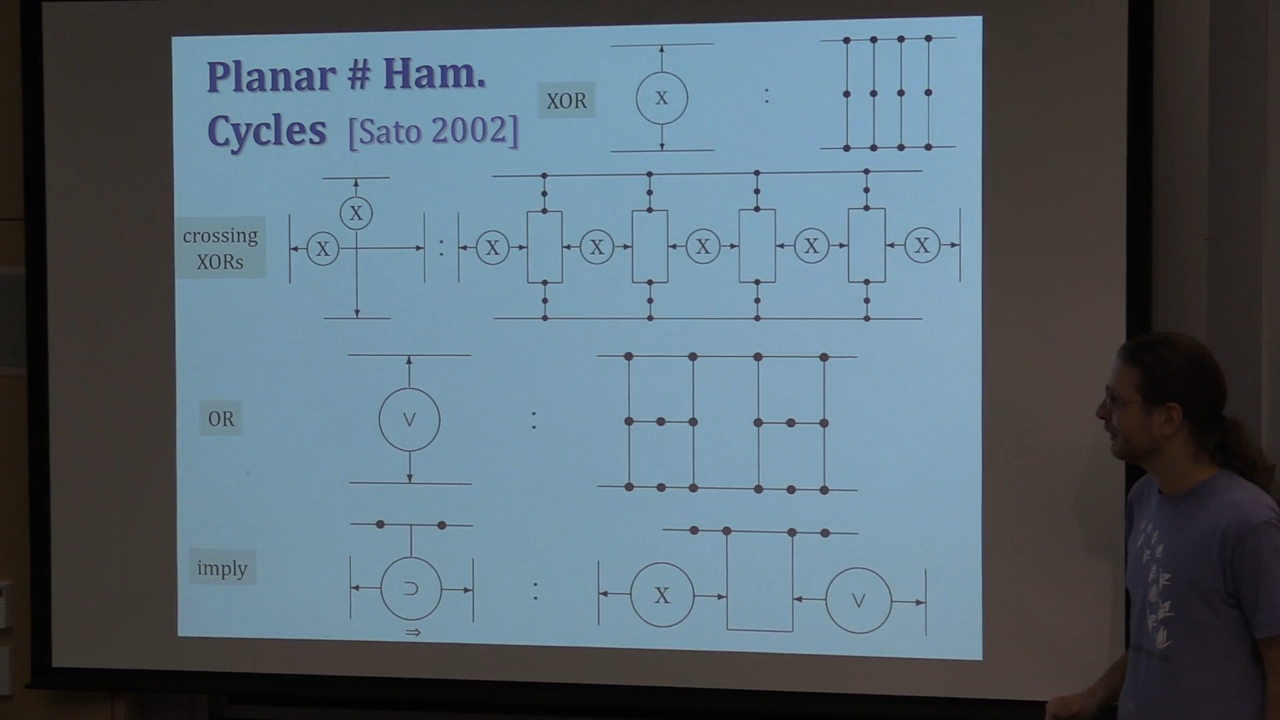 Planar # Ham.
Cycles [Sato 2002]
XOR
X
:
crossing
XORs
X
X
:
X
X
X
X
X
OR
∨
:
imply
⊃
⇒
:
X
∨